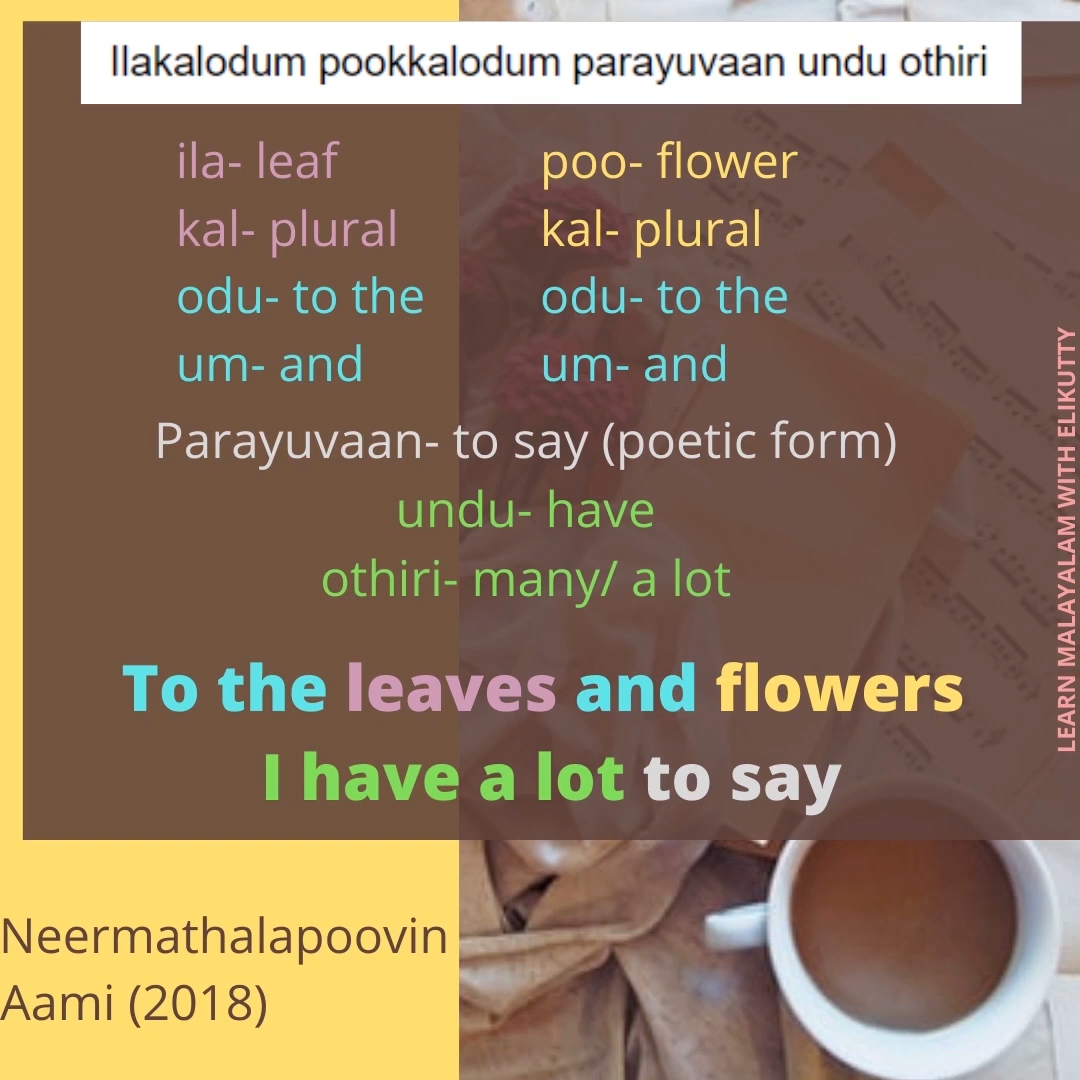 Ilakalodum pookkalodum parayuvaan undu othiri
ila- leaf
kal- plural
odu- to the
um- and
poo- flower
kal- plural
odu- to the
um- and
Parayuvaan- to say (poetic form)
undu- have
othiri- many/ a lot
To the leaves and flowers
I have a lot to say
LEARN MALAYALAM WITH ELIKUTTY
Neermathalapoovin
Aami (2018)